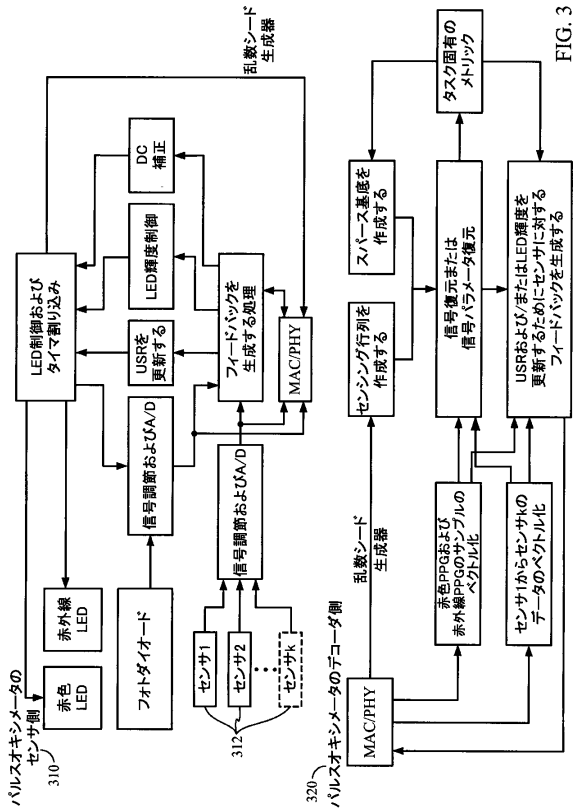 パルスオキシメータの
センサ側
310
赤色
LED
赤外線
LED
フォトダイオード
センサ1
センサ2
センサk
312
信号調節およびA/D
信号調節およびA/D
LED制御および
タイマ割り込み
USRを
更新する
LED輝度制御
DC
補正
フィードバックを
生成する処理
MAC/PHY
乱数シード
生成器
320
パルスオキシメータのデコーダ側
MAC/PHY
乱数シード
生成器
赤色PPGおよび
赤外線PPGのサンプルの
ベクトル化
センサ1からセンサkの
データのベクトル化
センシング行列を
作成する
スパース基底を
作成する
信号復元または
信号パラメータ復元
USRおよび/またはLED輝度を
更新するためにセンサに対する
フィードバックを生成する
タスク固有の
メトリック
FIG. 3